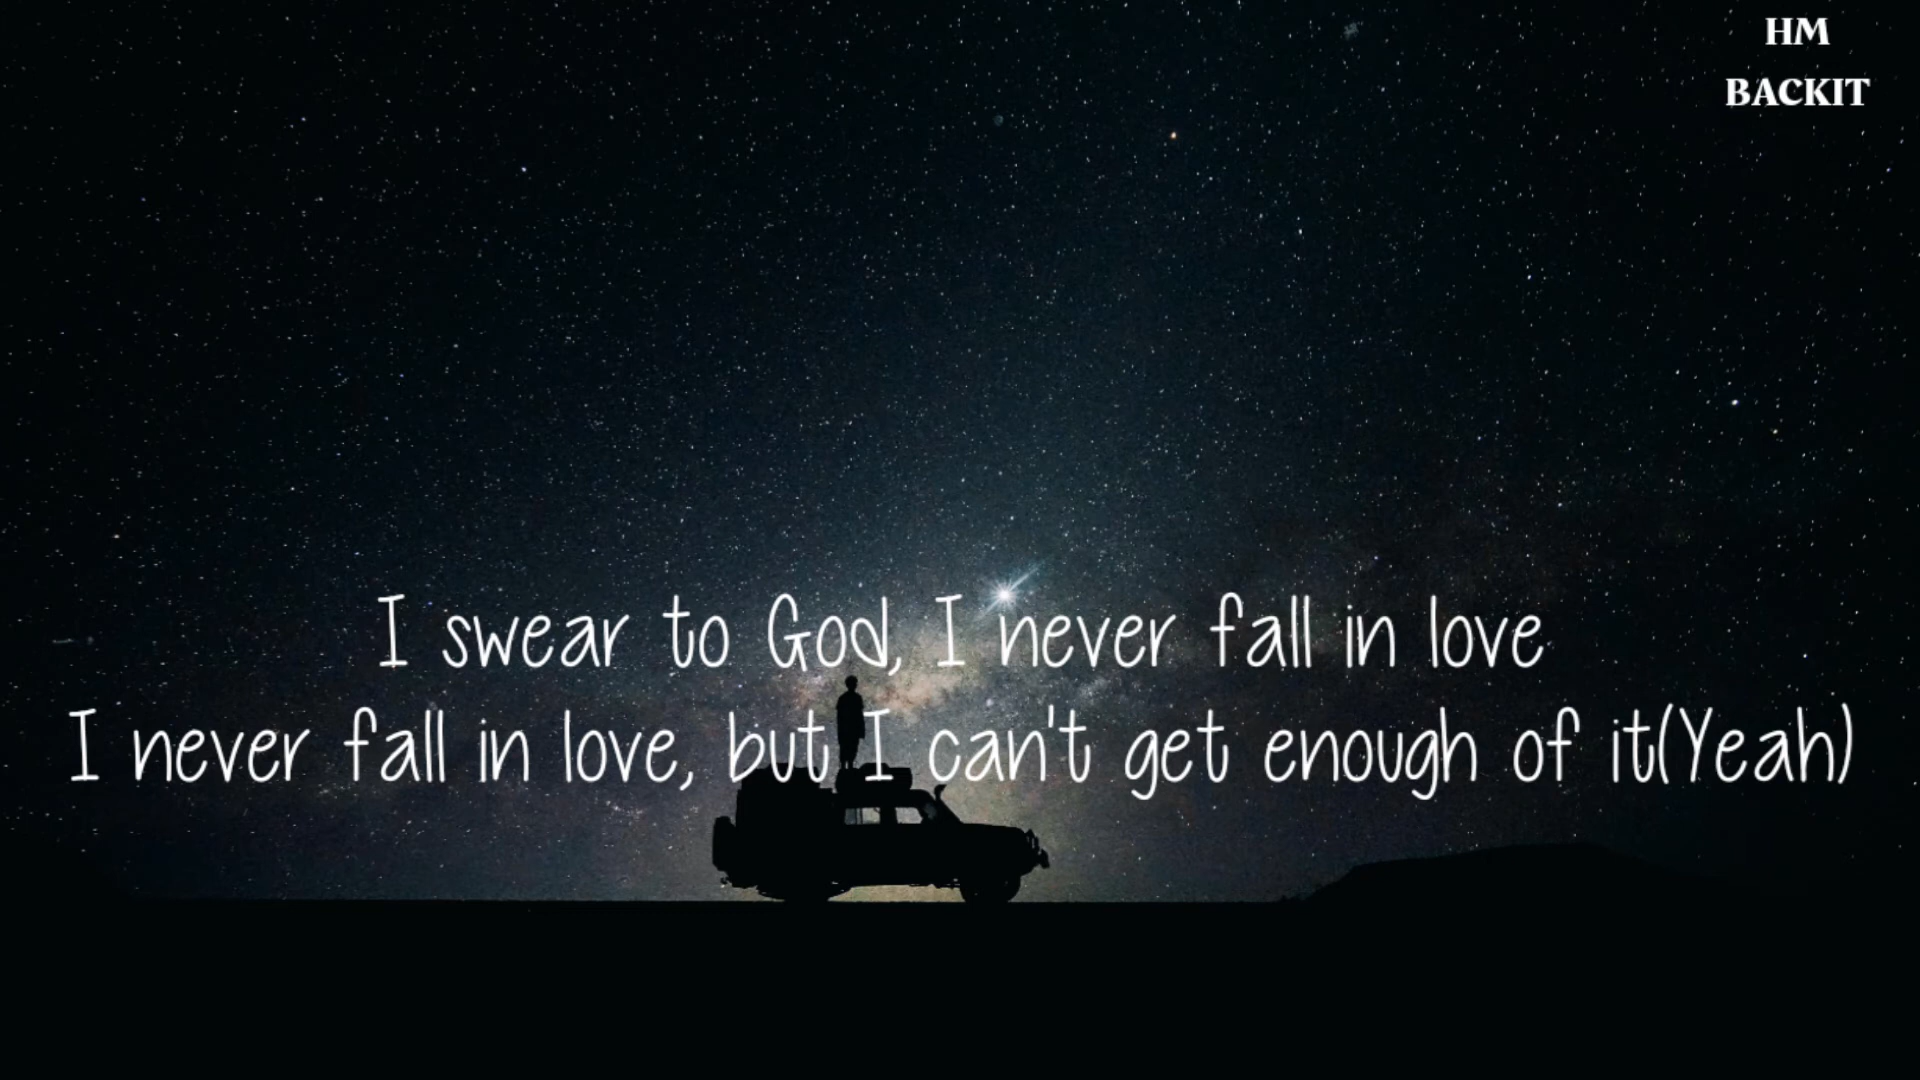 HM
BACKIT
I swear to God, I never fall in love
I never fall in love, but I can't get enough of it(Yeah)